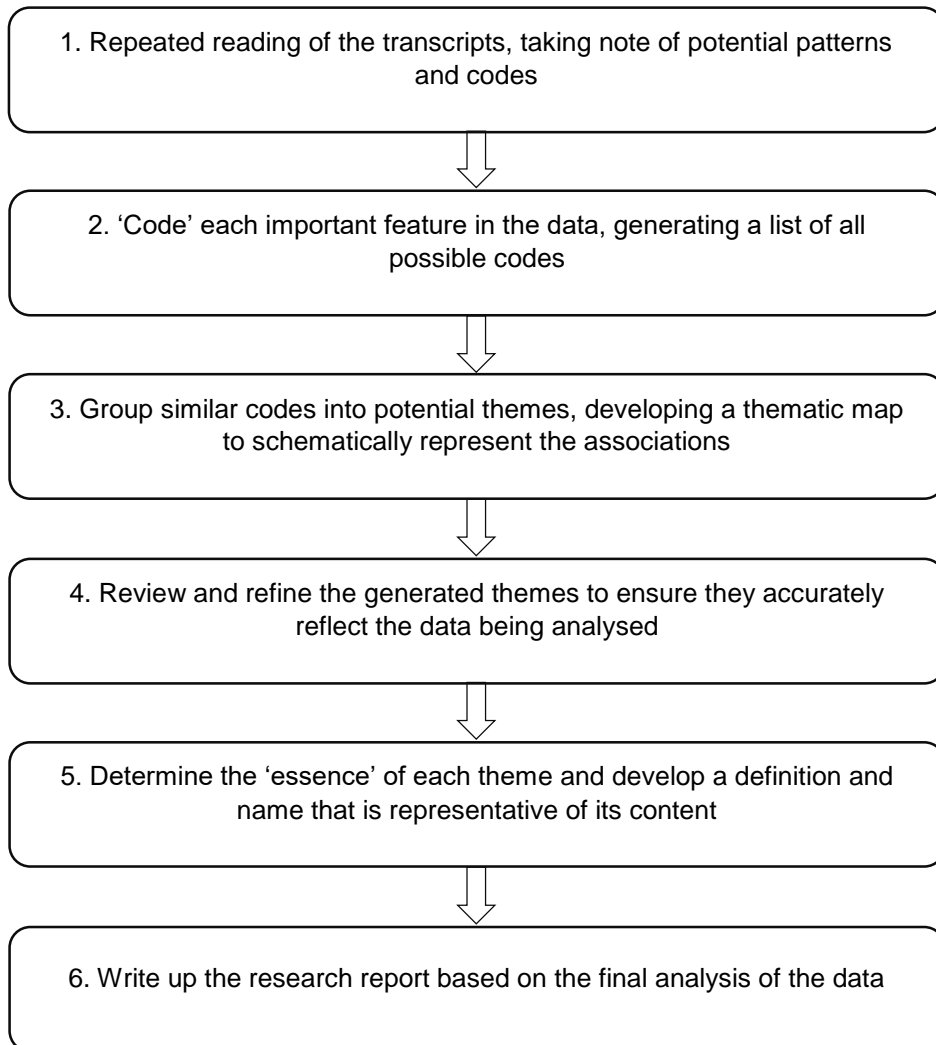 1. Repeated reading of the transcripts, taking note of potential patterns
and codes
2. ‘Code’ each important feature in the data, generating a list of all
possible codes
3. Group similar codes into potential themes, developing a thematic map
to schematically represent the associations
4. Review and refine the generated themes to ensure they accurately
reflect the data being analysed
5. Determine the ‘essence’ of each theme and develop a definition and
name that is representative of its content
6. Write up the research report based on the final analysis of the data